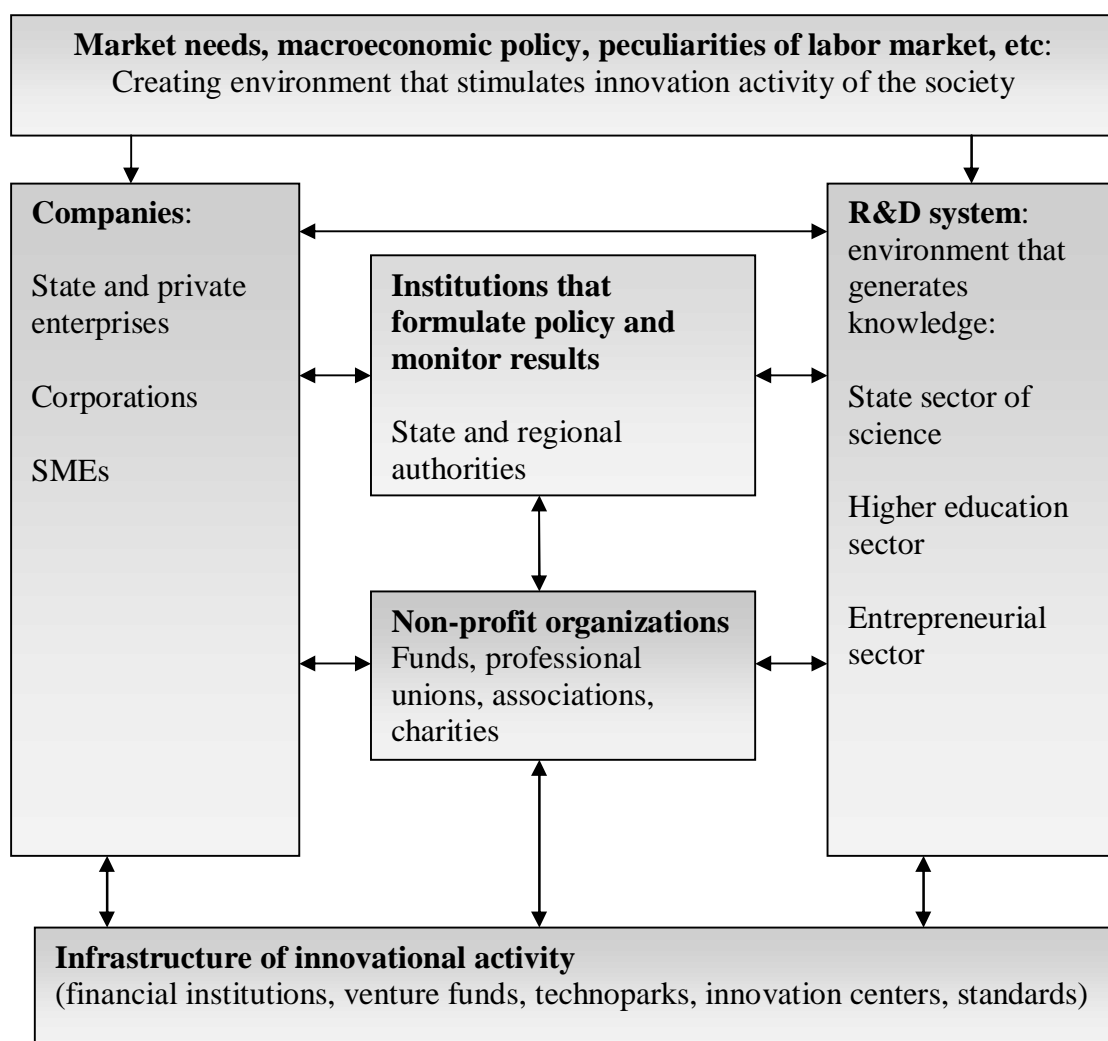 Market needs, macroeconomic policy, peculiarities of labor market, etc:
Creating environment that stimulates innovation activity of the society
Companies:
State and private
enterprises
Corporations
SMEs
Institutions that
formulate policy and
monitor results
State and regional
authorities
Non-profit organizations
Funds, professional
unions, associations,
charities
R&D system:
environment that
generates
knowledge:
State sector of
science
Higher education
sector
Entrepreneurial
sector
Infrastructure of innovational activity
(financial institutions, venture funds, technoparks, innovation centers, standards)